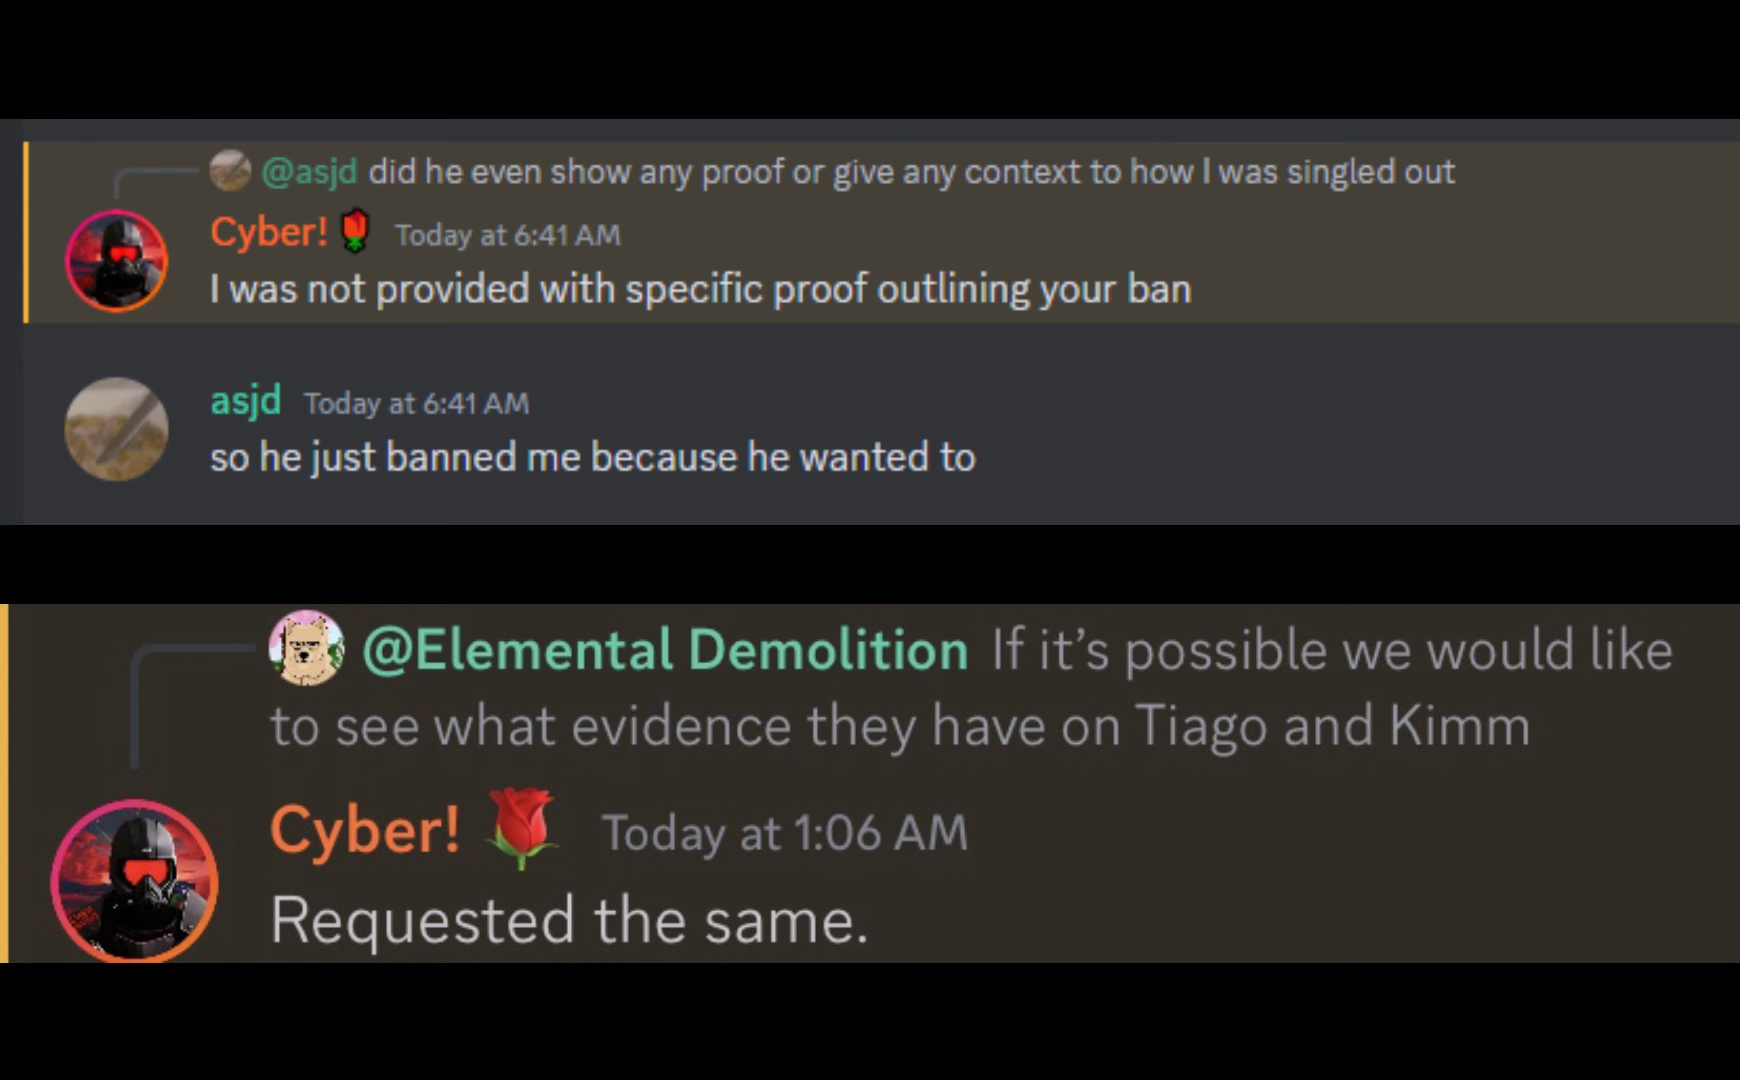 @asjd did he even show any proof or give any context to how I was singled out
Cyber! Today at 6:41 AM
I was not provided with specific proof outlining your ban
asjd Today at 6:41 AM
so he just banned me because he wanted to
@Elemental Demolition If it’s possible we would like
to see what evidence they have on Tiago and Kimm
Cyber! 🌹 Today at 1:06 AM
Requested the same.